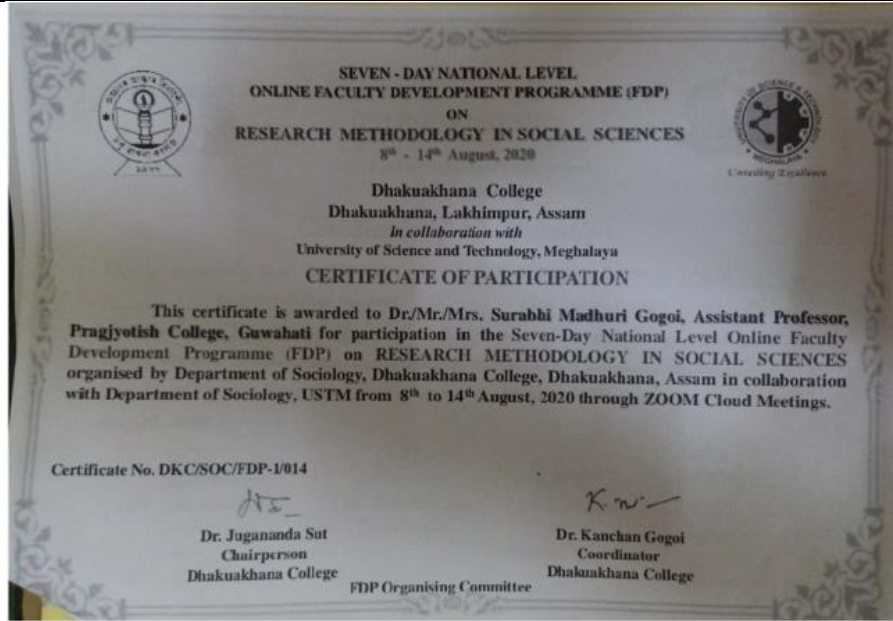 SEVEN - DAY NATIONAL LEVEL
ONLINE FACULTY DEVELOPMENT PROGRAMME (FDP)
ON
RESEARCH METHODOLOGY IN SOCIAL SCIENCES
8th - 14th August, 2020
UNIVERSITY OF SCIENCE & TECHNOLOGY
MEGHALAYA
Unveiling Excellence
Dhakuakhana College
Dhakuakhana, Lakhimpur, Assam
In collaboration with
University of Science and Technology, Meghalaya
CERTIFICATE OF PARTICIPATION
This certificate is awarded to Dr./Mr./Mrs. Surabhi Madhuri Gogoi, Assistant Professor,
Pragjyotish College, Guwahati for participation in the Seven-Day National Level Online Faculty
Development Programme (FDP) on RESEARCH METHODOLOGY IN SOCIAL SCIENCES
organised by Department of Sociology, Dhakuakhana College, Dhakuakhana, Assam in collaboration
with Department of Sociology, USTM from 8th to 14th August, 2020 through ZOOM Cloud Meetings.
Certificate No. DKC/SOC/FDP-1/014
Dr. Jugananda Sut
Chairperson
Dhakuakhana College
Dr. Kanchan Gogoi
Coordinator
Dhakuakhana College
FDP Organising Committee